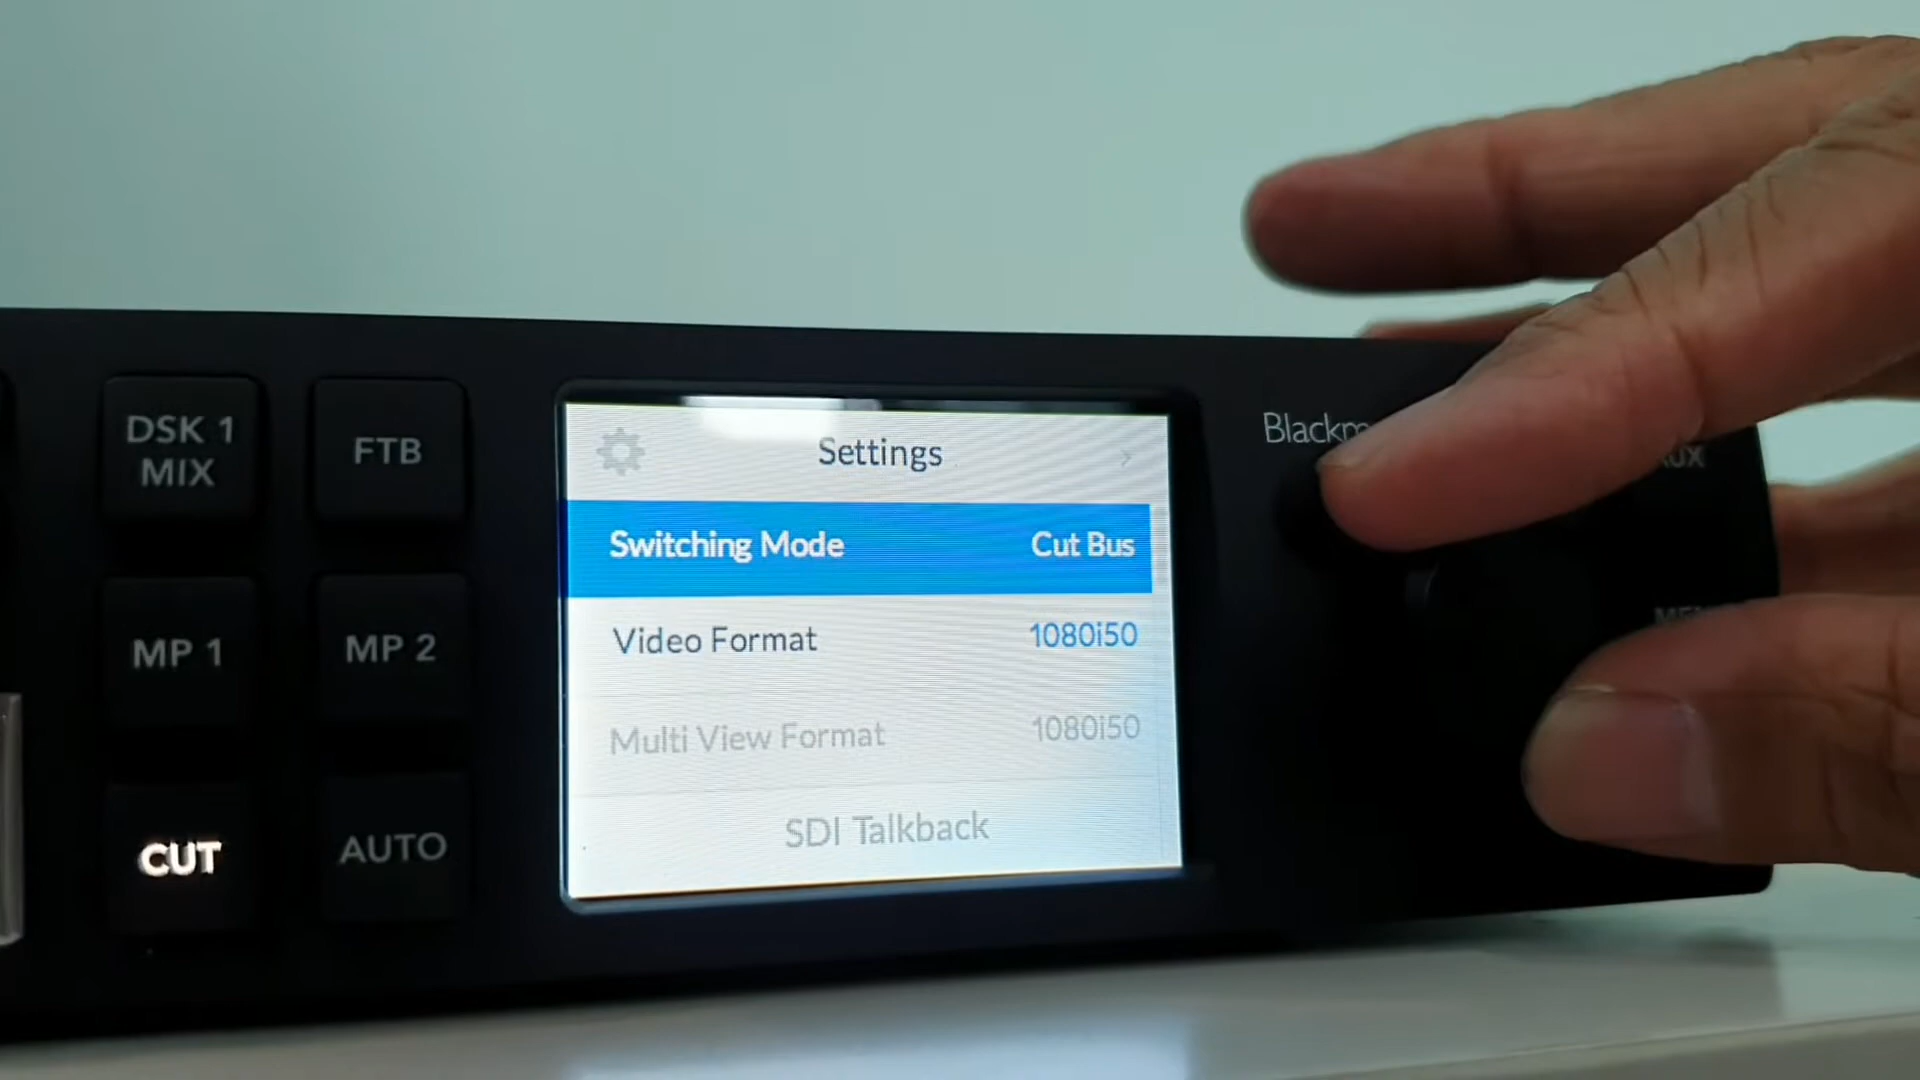 DSK 1
MIX
FTB
MP 1
MP 2
CUT
AUTO
Settings
Switching Mode Cut Bus
Video Format 1080i50
Multi View Format 1080i50
SDI Talkback